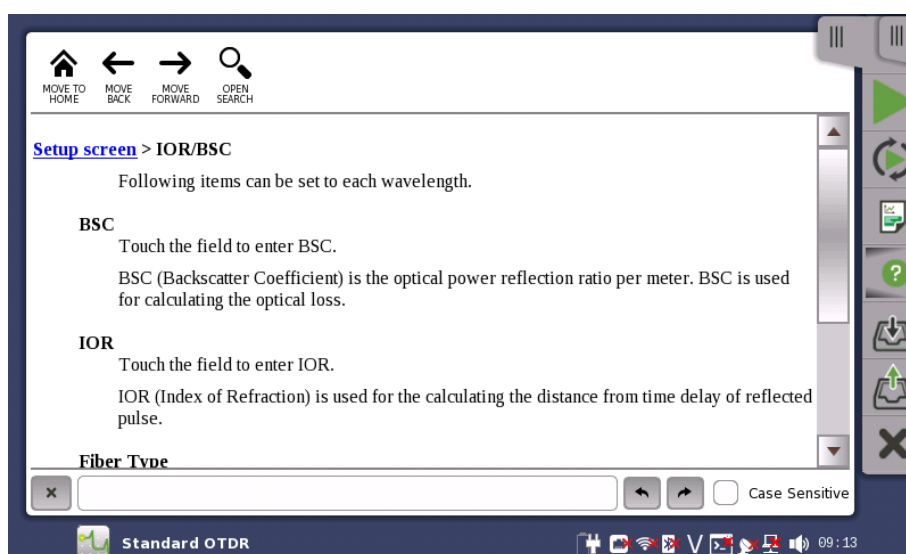 MOVE TO HOME
MOVE BACK
MOVE FORWARD
OPEN SEARCH
Setup screen > IOR/BSC
Following items can be set to each wavelength.
BSC
Touch the field to enter BSC.
BSC (Backscatter Coefficient) is the optical power reflection ratio per meter. BSC is used
for calculating the optical loss.
IOR
Touch the field to enter IOR.
IOR (Index of Refraction) is used for the calculating the distance from time delay of reflected
pulse.
Fiber Type
Case Sensitive
Standard OTDR
09:13